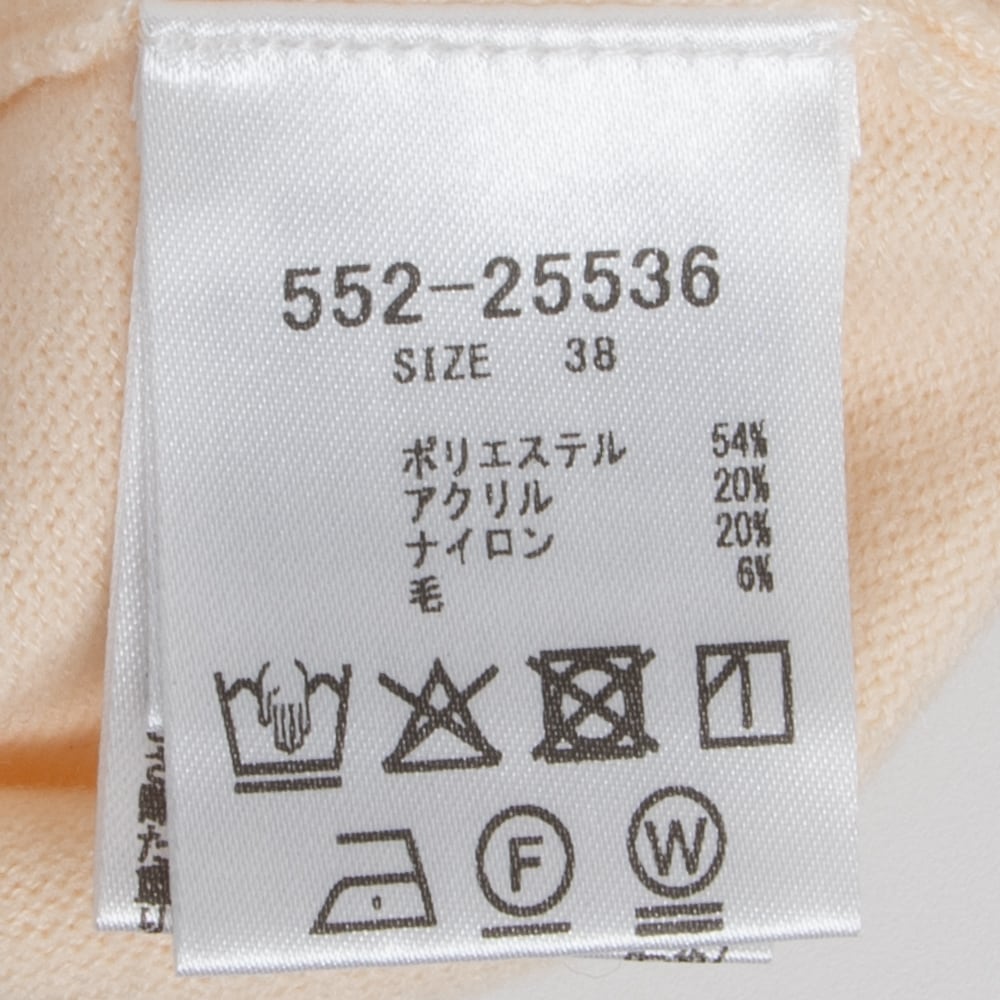 552-25536
SIZE 38
ポリエステル 54%
アクリル 20%
ナイロン 20%
毛 6%
F W